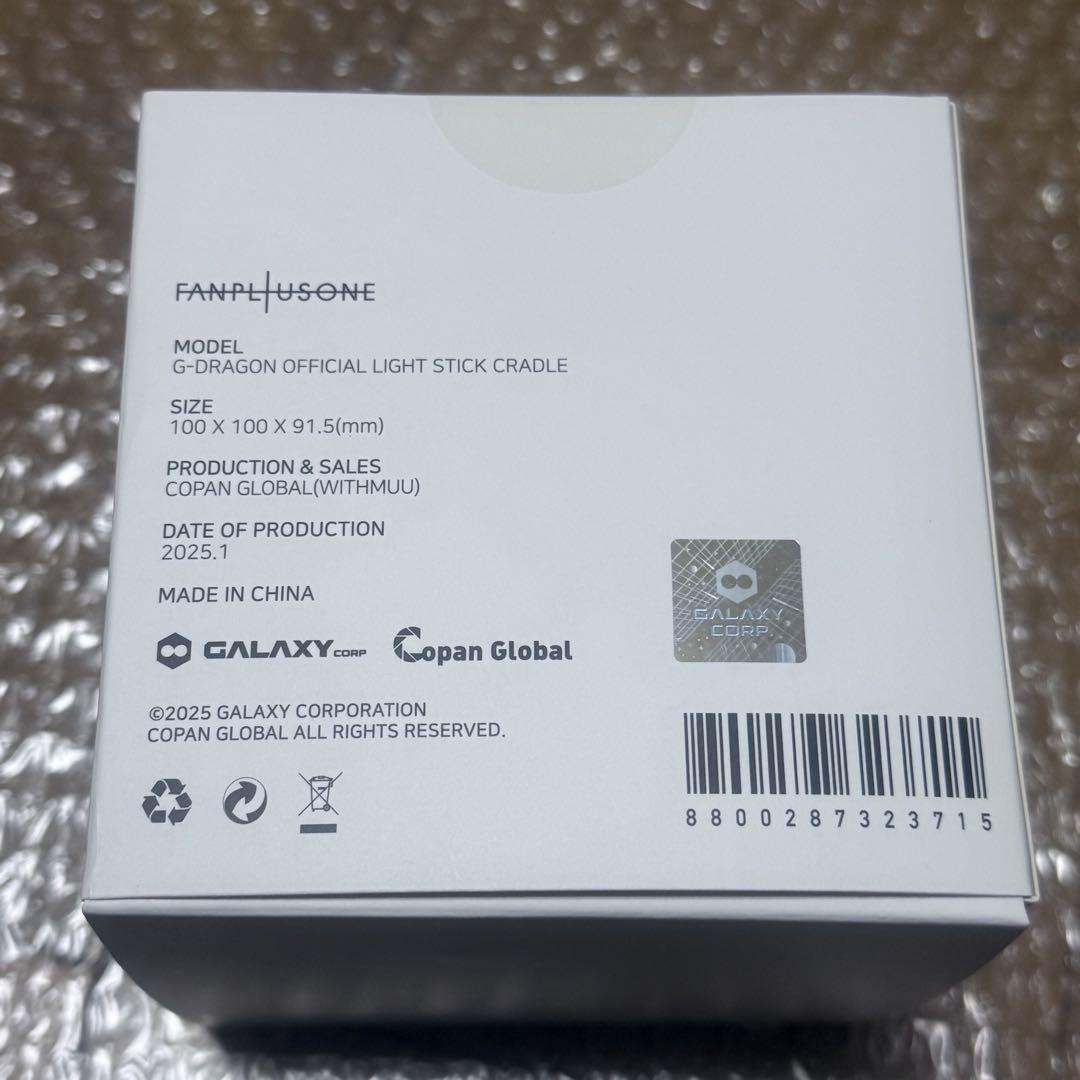 FANPLUSONE
MODEL
G-DRAGON OFFICIAL LIGHT STICK CRADLE
SIZE
100 X 100 X 91.5(mm)
PRODUCTION & SALES
COPAN GLOBAL(WITHMUU)
DATE OF PRODUCTION
2025.1
MADE IN CHINA
GALAXY CORP
Copan Global
GALAXY
CORP
©2025 GALAXY CORPORATION
COPAN GLOBAL ALL RIGHTS RESERVED.
8800287323715